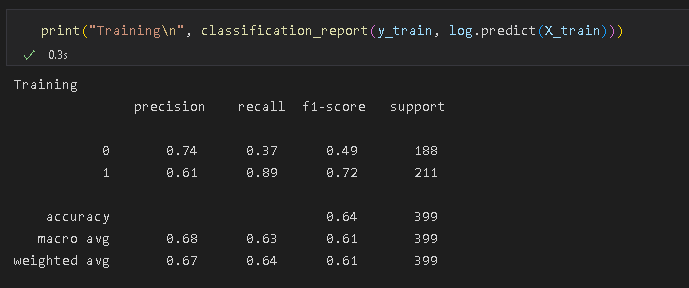 print("Training\n", classification_report(y_train, log.predict(X_train)))
✓ 0.3s
Training
precision recall f1-score support
0 0.74 0.37 0.49 188
1 0.61 0.89 0.72 211
accuracy 0.64 399
macro avg 0.68 0.63 0.61 399
weighted avg 0.67 0.64 0.61 399